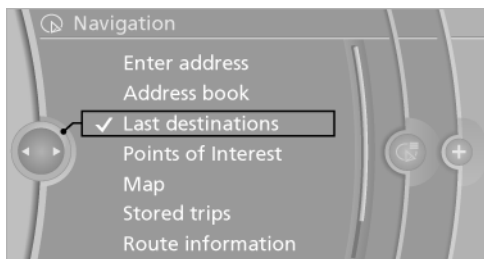 Navigation
Enter address
Address book
Last destinations
Points of Interest
Map
Stored trips
Route information